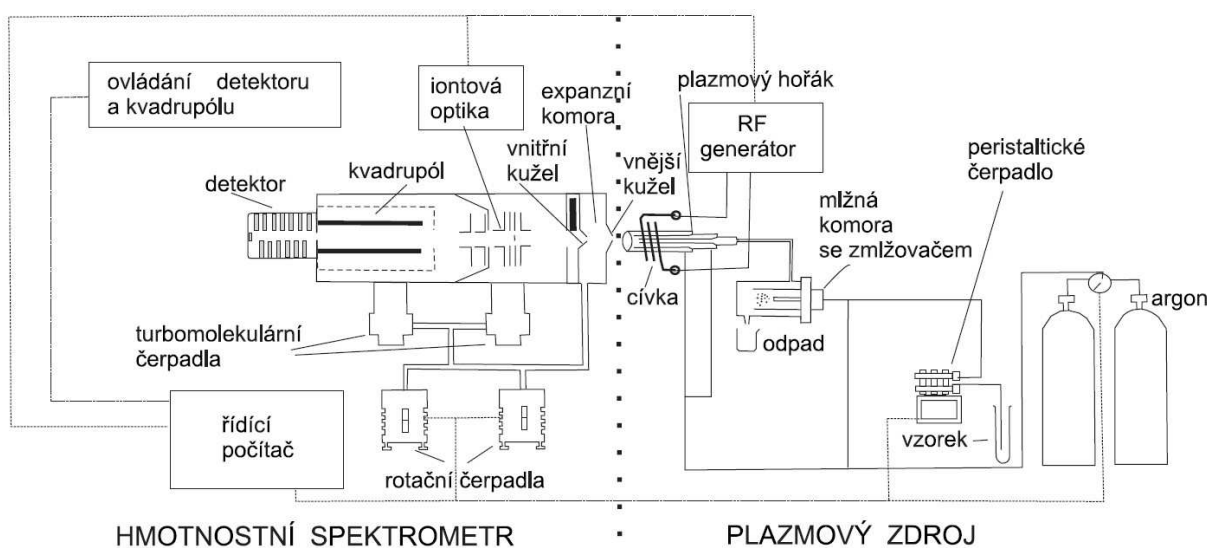 ovládání detektoru
a kvadrupólu
iontová
optika
expanzní
komora
plazmový hořák
RF
generátor
peristaltické
čerpadlo
detektor
kvadrupól
vnitřní
kužel
vnější
kužel
mlžná
komora
se zmlžovačem
cívka
argon
turbomolekulární
čerpadla
odpad
řídící
počítač
rotační čerpadla
vzorek
HMOTNOSTNÍ SPEKTROMETR
PLAZMOVÝ ZDROJ